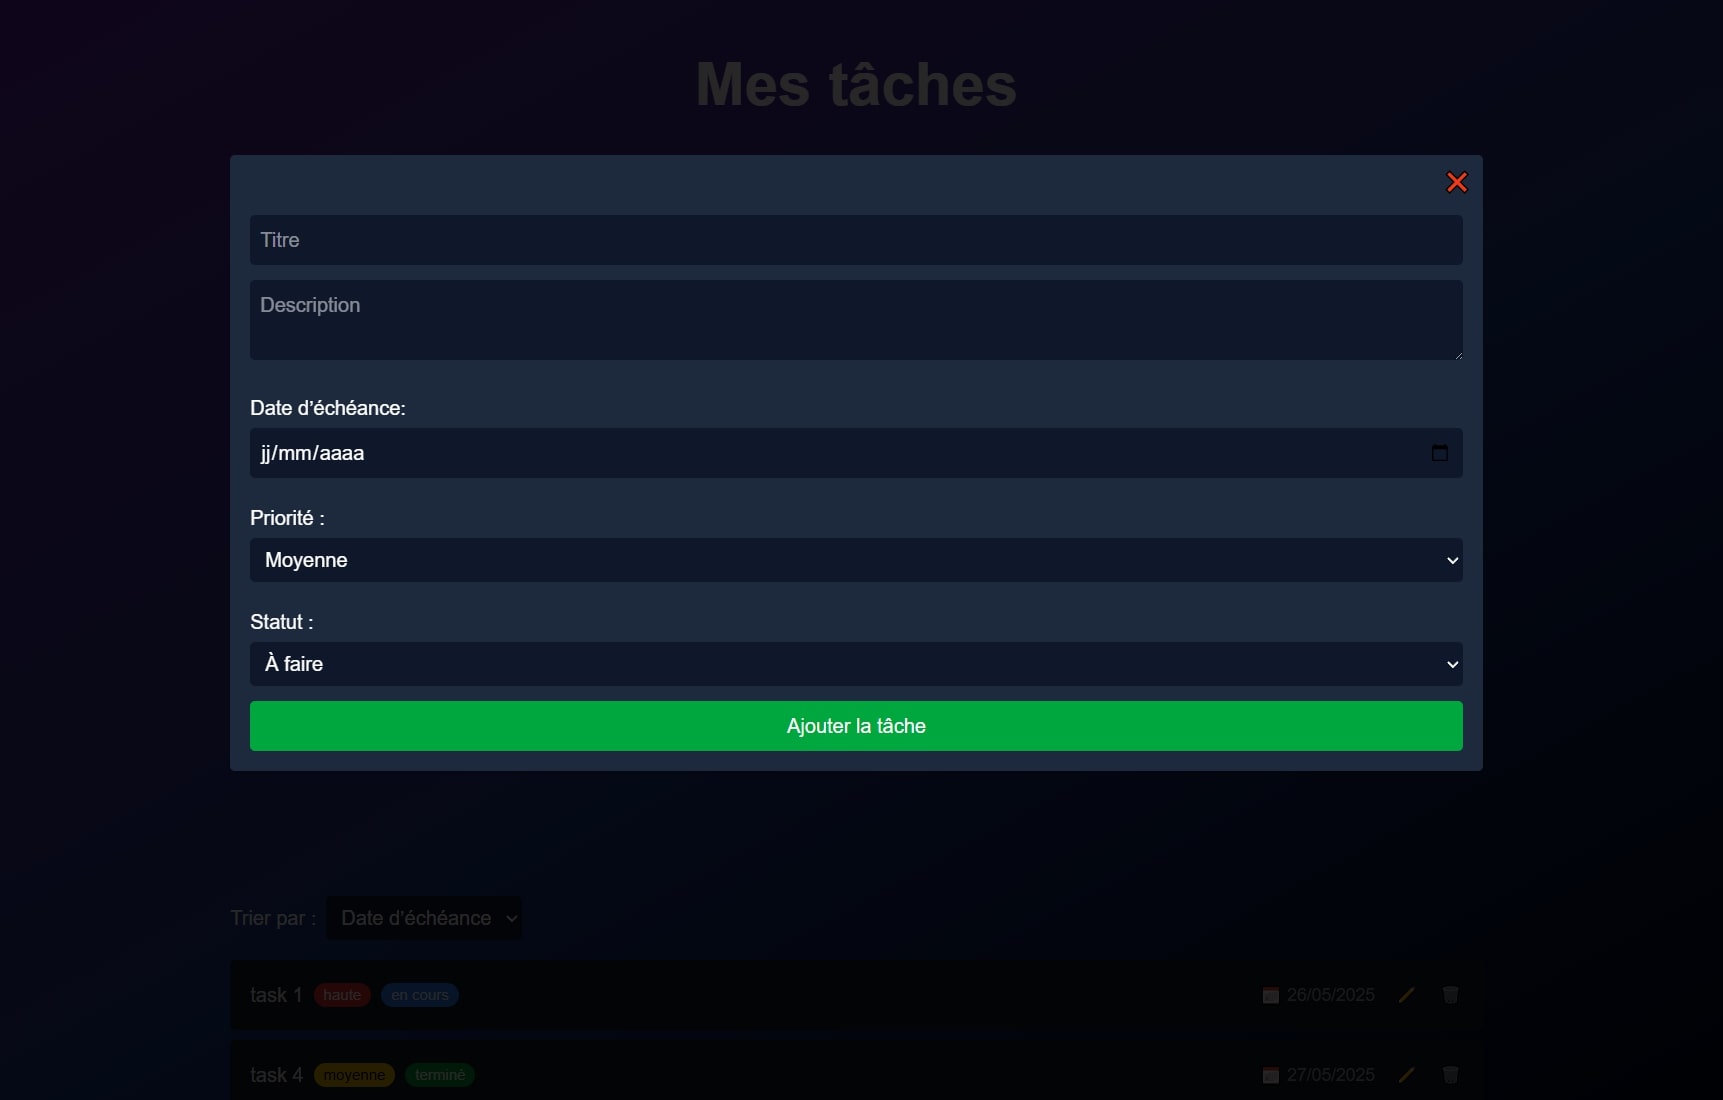 Mes tâches
Titre
Description
Date d’échéance:
jj/mm/aaaa
Priorité :
Moyenne
Statut :
À faire
Ajouter la tâche
Trier par : Date d’échéance
task 1 haute en cours 26/05/2025
task 4 moyenne terminé 27/05/2025